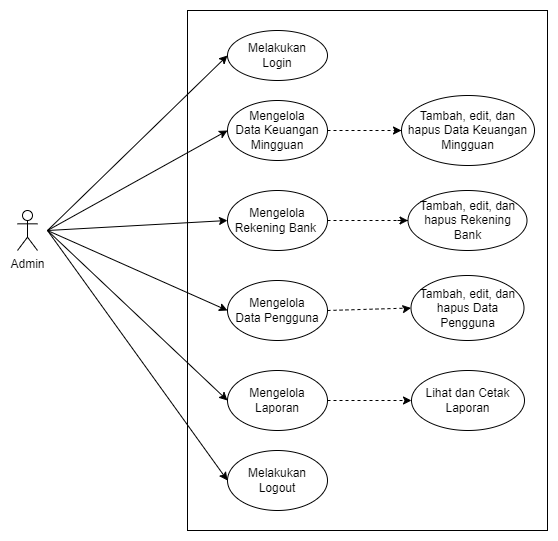 Melakukan
Login
Mengelola
Data Keuangan
Mingguan
Tambah, edit, dan
hapus Data Keuangan
Mingguan
Mengelola
Rekening Bank
Tambah, edit, dan
hapus Rekening
Bank
Admin
Mengelola
Data Pengguna
Tambah, edit, dan
hapus Data
Pengguna
Mengelola
Laporan
Lihat dan Cetak
Laporan
Melakukan
Logout